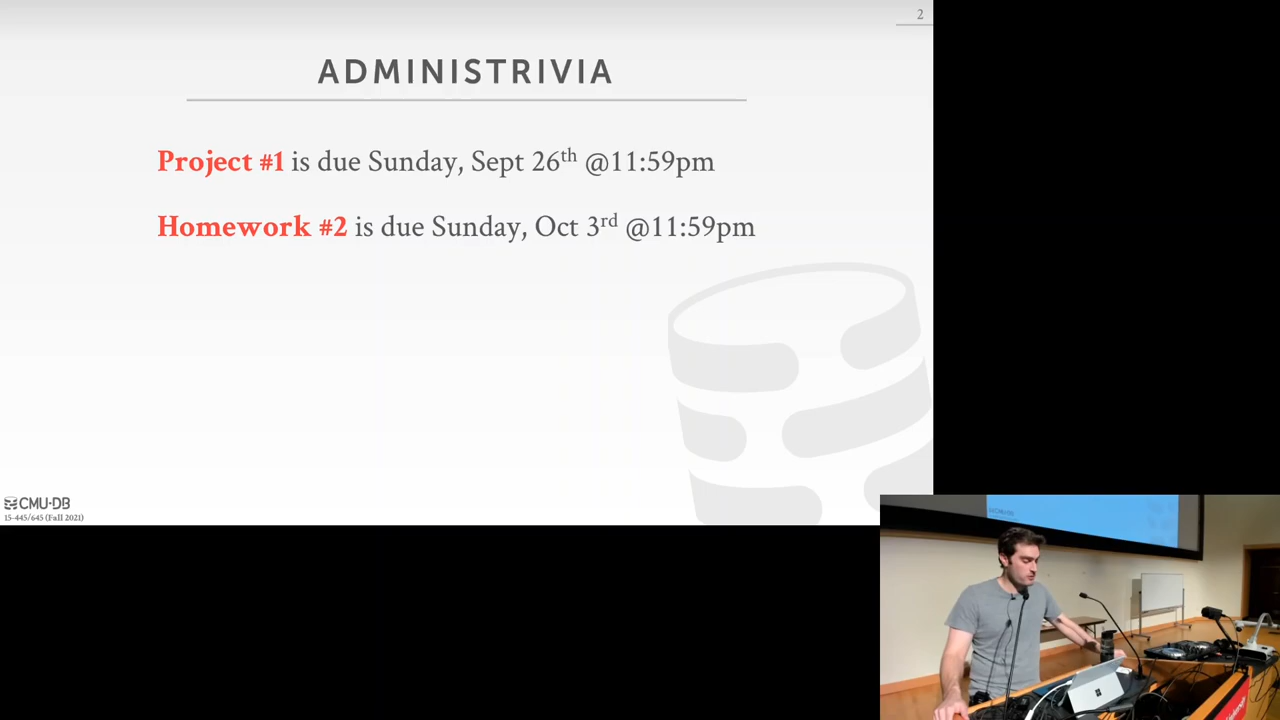 2
ADMINISTRIVIA
Project #1 is due Sunday, Sept 26th @11:59pm
Homework #2 is due Sunday, Oct 3rd @11:59pm
CMU·DB
15-445/645 (Fall 2021)